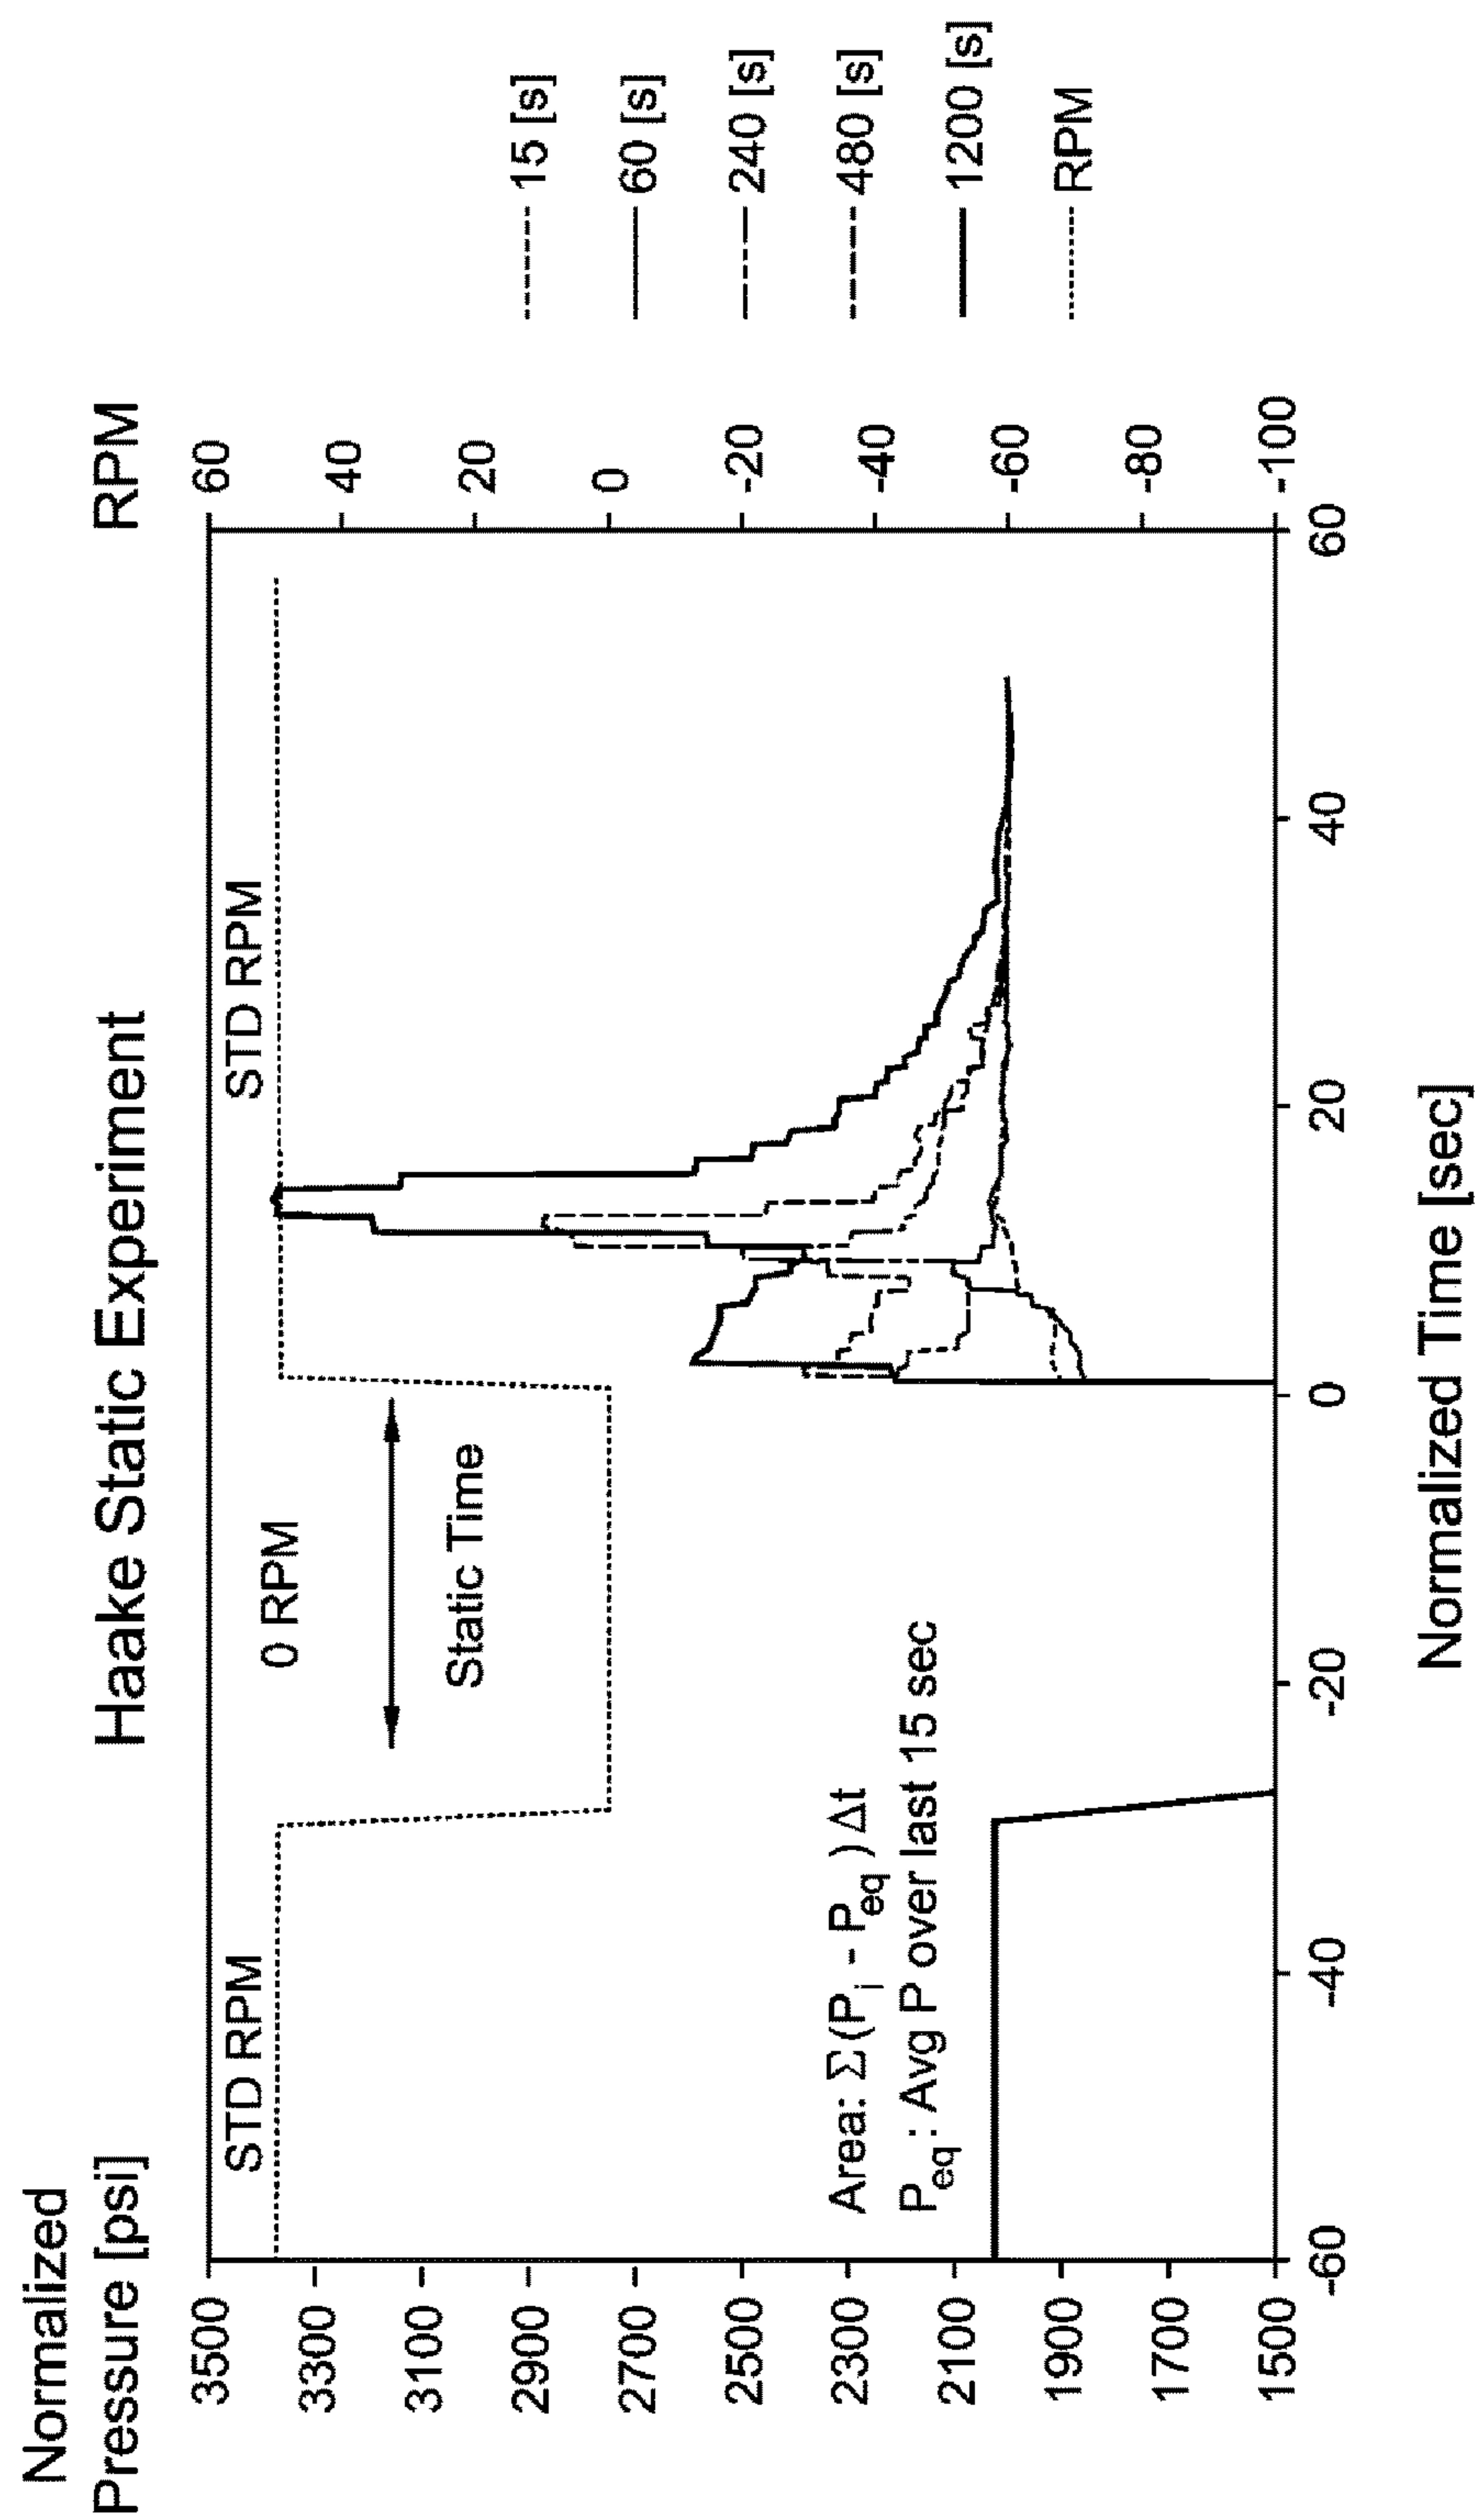 Haake Static Experiment
Normalized
Pressure [psi]
RPM
3500
3300
3100
2900
2700
2500
2300
2100
1900
1700
1500
STD RPM
0 RPM
Static Time
STD RPM
Area: Σ (Pi - Peq) Δt
Peq : Avg P over last 15 sec
60
40
20
0
-20
-40
-60
-80
-100
-60
-40
-20
0
20
40
60
Normalized Time [sec]
15 [s]
60 [s]
240 [s]
480 [s]
1200 [s]
RPM